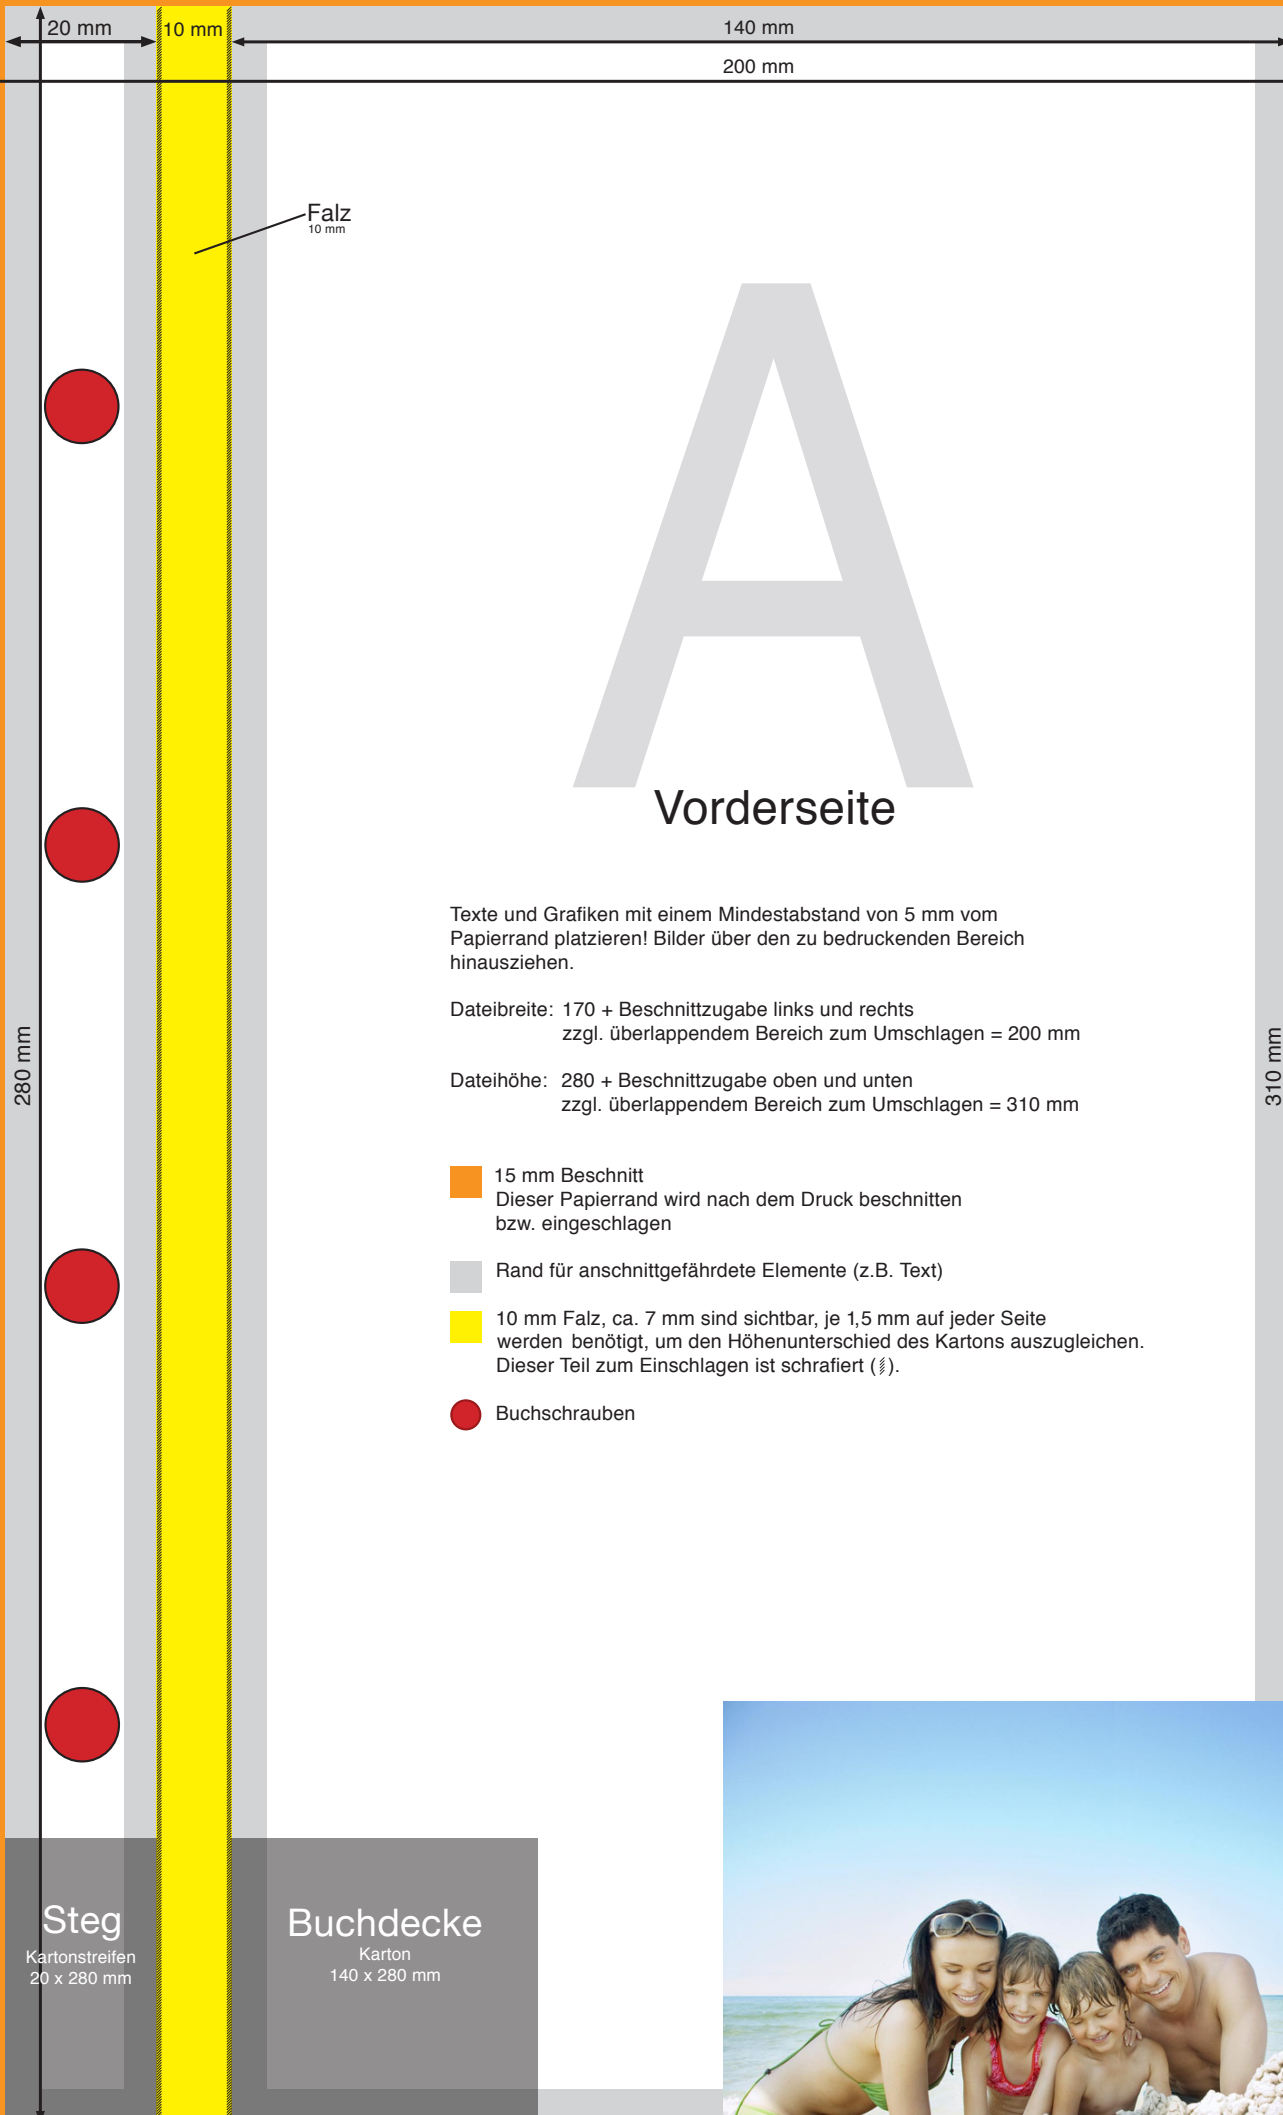 20 mm
10 mm
140 mm
200 mm
Falz
10 mm
A
Vorderseite
Texte und Grafiken mit einem Mindestabstand von 5 mm vom
Papierrand platzieren! Bilder über den zu bedruckenden Bereich
hinausziehen.
Dateibreite: 170 + Beschnittzugabe links und rechts
zzgl. überlappendem Bereich zum Umschlagen = 200 mm
280 mm
310 mm
Dateihöhe: 280 + Beschnittzugabe oben und unten
zzgl. überlappendem Bereich zum Umschlagen = 310 mm
15 mm Beschnitt
Dieser Papierrand wird nach dem Druck beschnitten
bzw. eingeschlagen
Rand für anschnittgefährdete Elemente (z.B. Text)
10 mm Falz, ca. 7 mm sind sichtbar, je 1,5 mm auf jeder Seite
werden benötigt, um den Höhenunterschied des Kartons auszugleichen.
Dieser Teil zum Einschlagen ist schrafiert ( ).
Buchschrauben
Steg
Kartonstreifen
20 x 280 mm
Buchdecke
Karton
140 x 280 mm